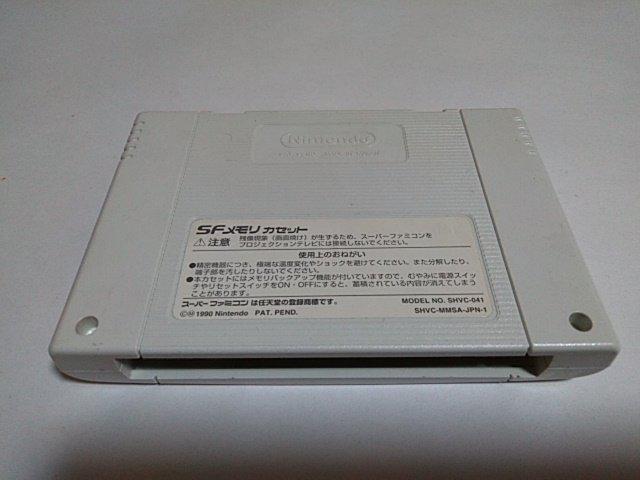 Nintendo
SFメモリ カセット
⚠注意 残像現象（画面焼け）が生ずるため、スーパーファミコンを
プロジェクションテレビには接続しないでください。
使用上のおねがい
●精密機器につき、極端な温度変化やショックを避けてください。また分解したり、
端子部を汚したりしないでください。
●本カセットにはメモリバックアップ機能が付いていますので、むやみに電源スイッ
チやリセットスイッチをON・OFFにすると、蓄積されている内容が消えてしまう
ことがあります。
スーパーファミコン は任天堂の登録商標です。
MODEL NO. SHVC-041
©Ⓜ 1990 Nintendo PAT. PEND.
SHVC-MMSA-JPN-1